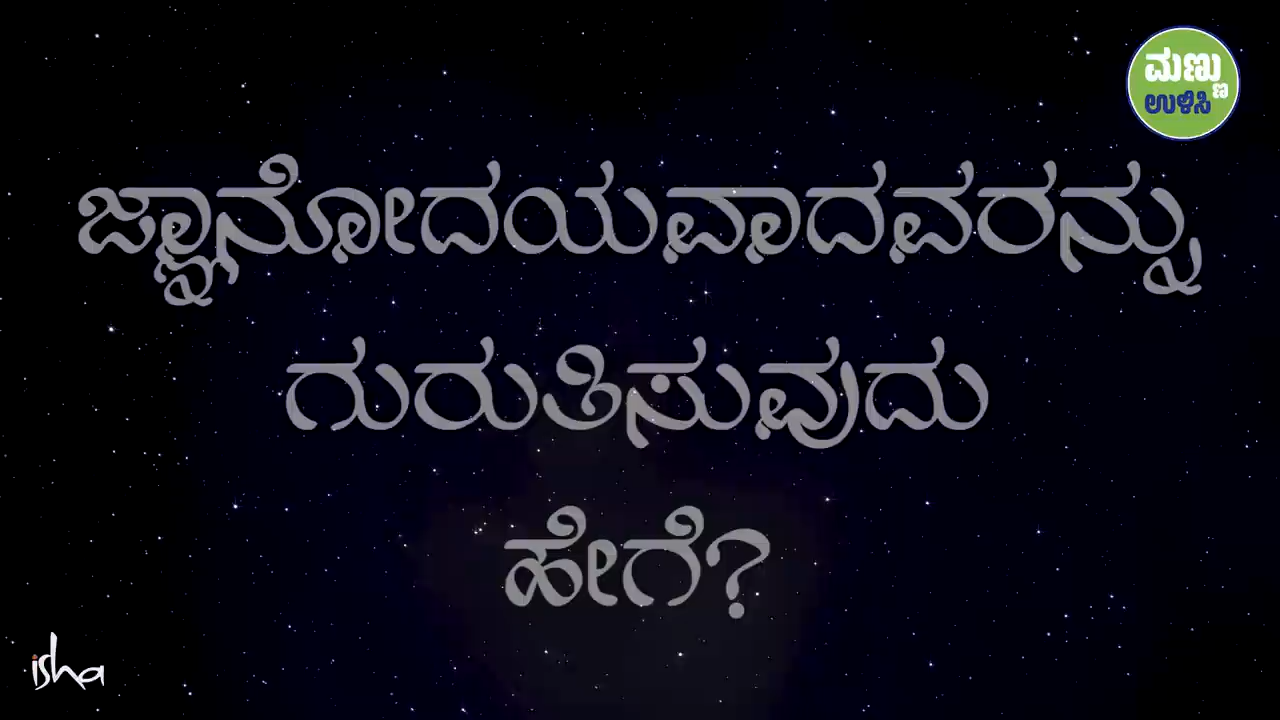 ಮಣ್ಣು
ಉಳಿಸಿ
ಜ್ಞಾನೋದಯವಾದವರನ್ನು
ಗುರುತಿಸುವುದು
ಹೇಗೆ?
isha